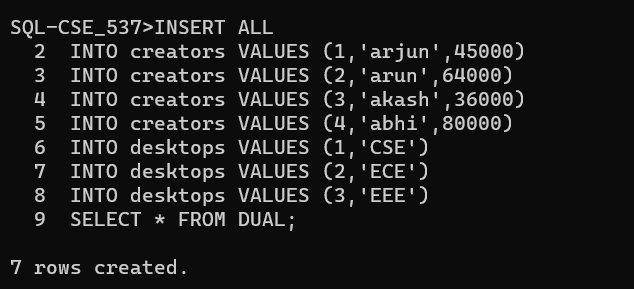 SQL-CSE_537>INSERT ALL
2 INTO creators VALUES (1,'arjun',45000)
3 INTO creators VALUES (2,'arun',64000)
4 INTO creators VALUES (3,'akash',36000)
5 INTO creators VALUES (4,'abhi',80000)
6 INTO desktops VALUES (1,'CSE')
7 INTO desktops VALUES (2,'ECE')
8 INTO desktops VALUES (3,'EEE')
9 SELECT * FROM DUAL;
7 rows created.